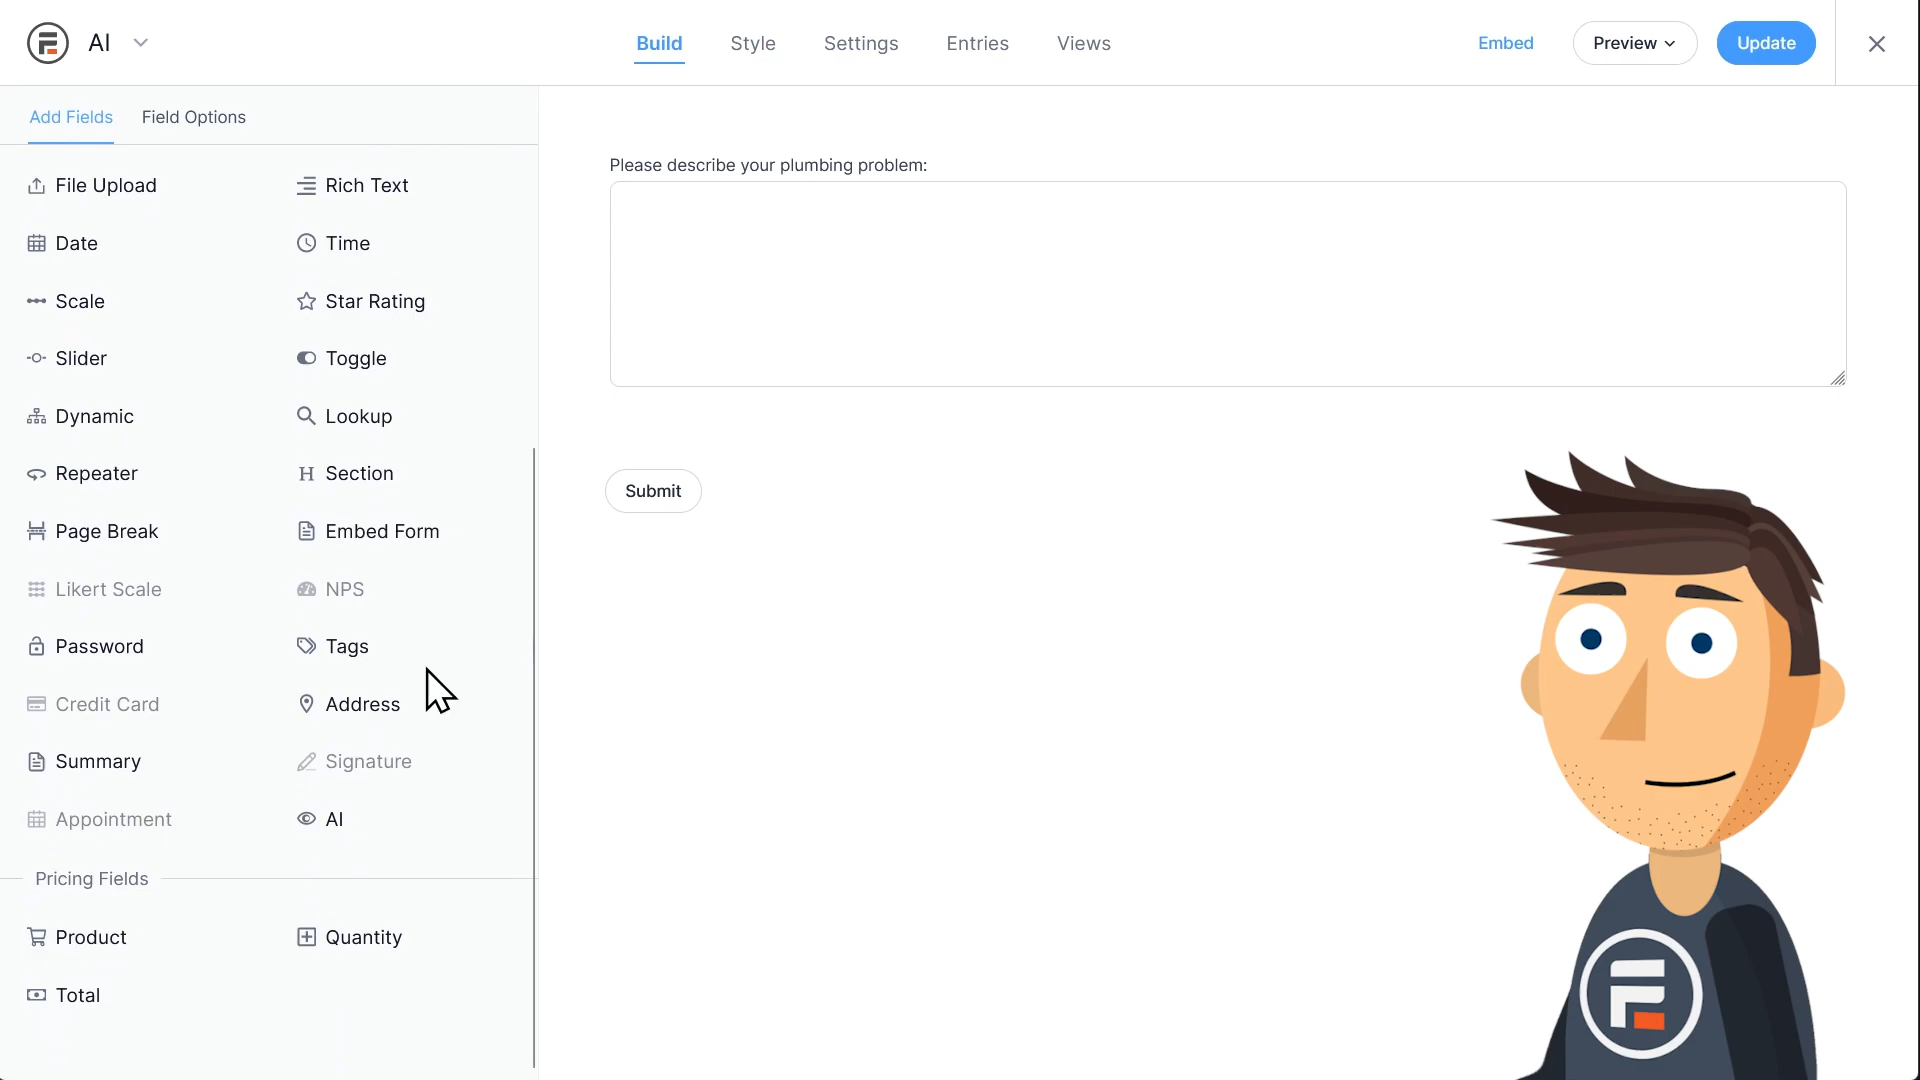 AI
Build Style Settings Entries Views
Embed Preview Update
Add Fields Field Options
File Upload Rich Text
Date Time
Scale Star Rating
Slider Toggle
Dynamic Lookup
Repeater Section
Page Break Embed Form
Likert Scale NPS
Password Tags
Credit Card Address
Summary Signature
Appointment AI
Pricing Fields
Product Quantity
Total
Please describe your plumbing problem:
Submit